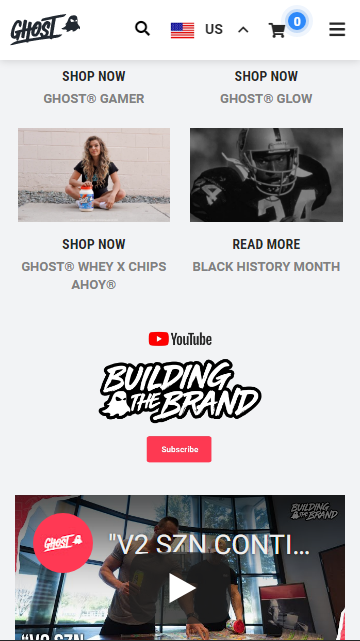 GHOST
US
0
SHOP NOW
GHOST® GAMER
SHOP NOW
GHOST® GLOW
34
SHOP NOW
GHOST® WHEY X CHIPS
AHOY®
READ MORE
BLACK HISTORY MONTH
YouTube
BUILDING
THE BRAND
Subscribe
BUILDING
THE BRAND
GHOST
"V2 SZN CONTI...
"V2 SZN